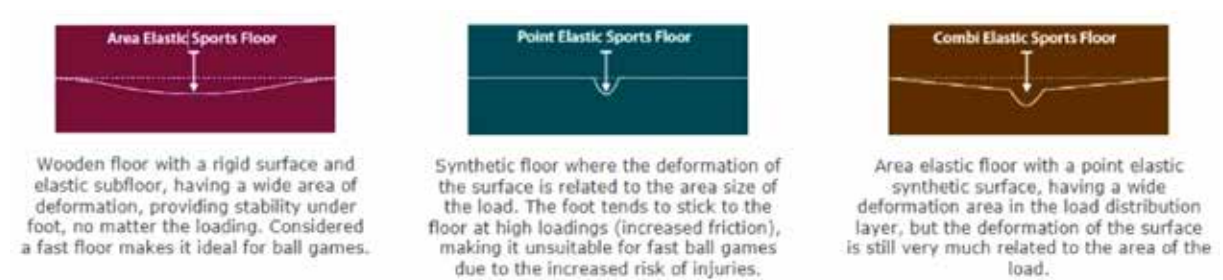 Area Elastic Sports Floor
Wooden floor with a rigid surface and
elastic subfloor, having a wide area of
deformation, providing stability under
foot, no matter the loading. Considered
a fast floor makes it ideal for ball games.
Point Elastic Sports Floor
Synthetic floor where the deformation of
the surface is related to the area size of
the load. The foot tends to stick to the
floor at high loadings (increased friction),
making it unsuitable for fast ball games
due to the increased risk of injuries.
Combi Elastic Sports Floor
Area elastic floor with a point elastic
synthetic surface, having a wide
deformation area in the load distribution
layer, but the deformation of the surface
is still very much related to the area of the
load.